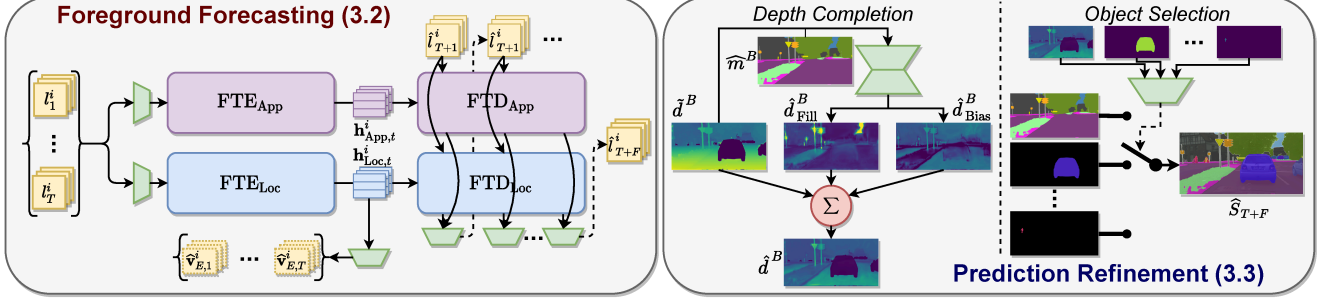 Foreground Forecasting (3.2)
l̂^i_{T+1}
l̂^i_{T+1}
...
l^i_1
⋮
l^i_T
FTE_App
h^i_{App,t}
FTD_App
h^i_{Loc,t}
FTE_Loc
FTD_Loc
l̂^i_{T+F}
v̂^i_{E,1}
...
v̂^i_{E,T}
...
Depth Completion
m̂^B
d̃^B
d̂^B_Fill
d̂^B_Bias
Σ
d̂^B
Object Selection
...
⋮
Ŝ_{T+F}
Prediction Refinement (3.3)